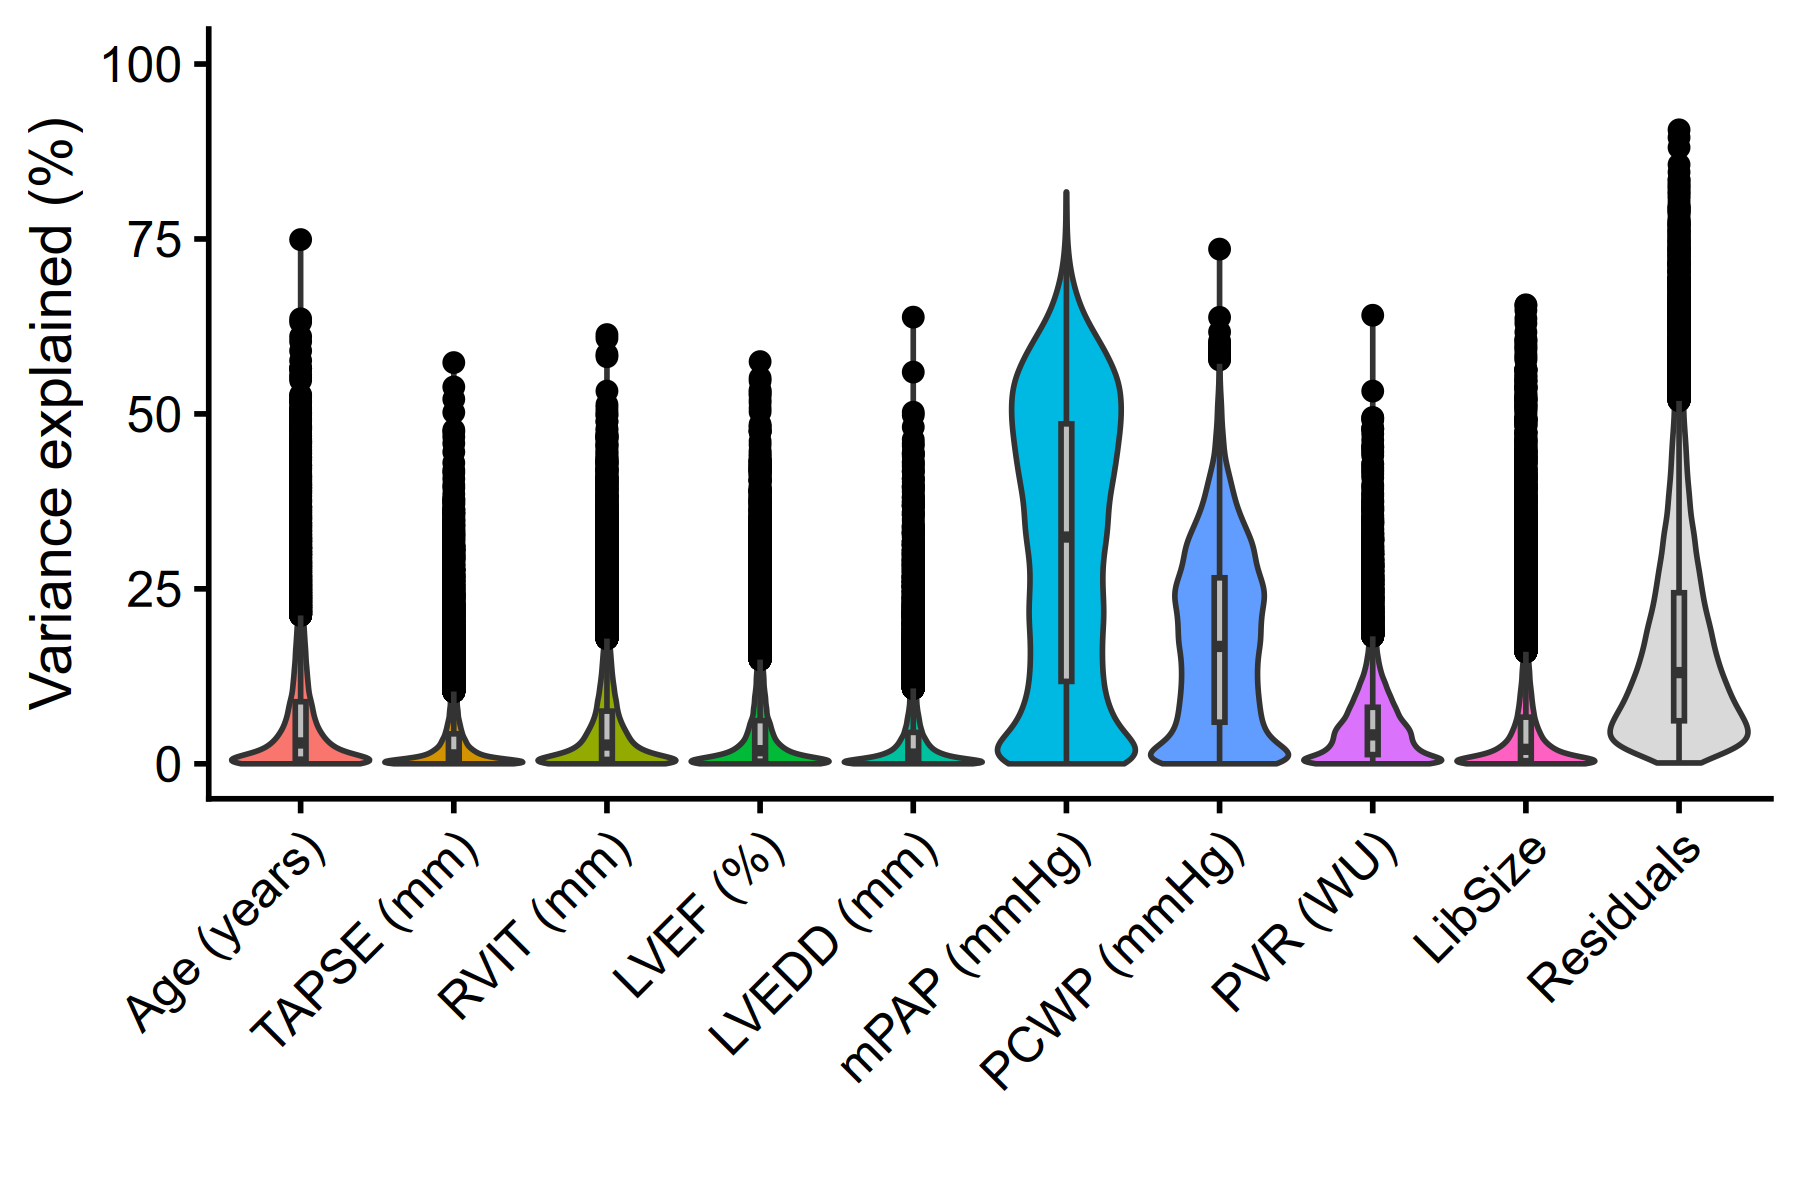 Variance explained (%)
100
75
50
25
0
Age (years)
TAPSE (mm)
RVIT (mm)
LVEF (%)
LVEDD (mm)
mPAP (mmHg)
PCWP (mmHg)
PVR (WU)
LibSize
Residuals